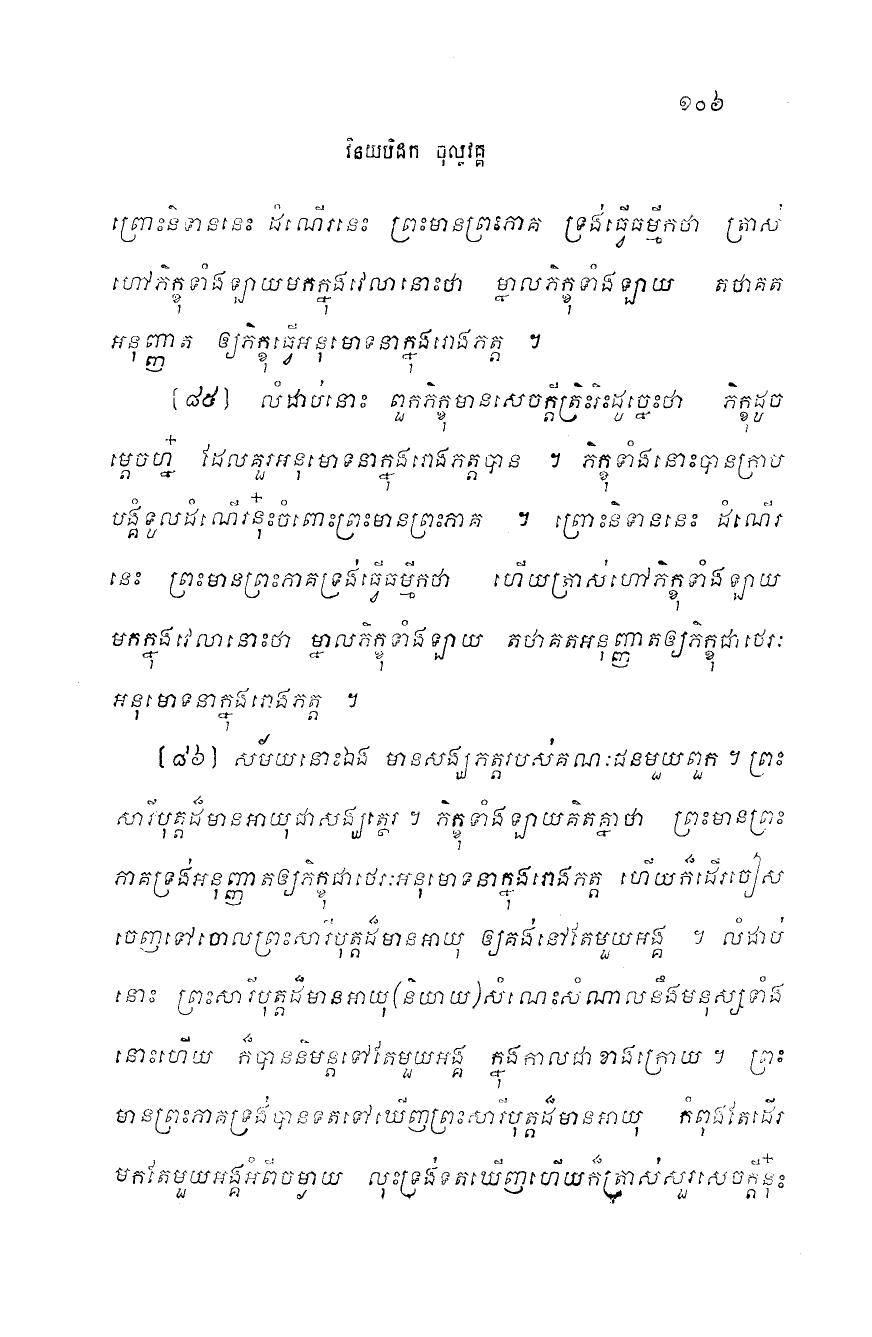 ១០៦
វិនយបិដក ចុល្លវគ្គ
ព្រោះនិទាននេះ ដំណើរនេះ ព្រះមានព្រះភាគ ទ្រង់ធ្វើធម្មីកថា ត្រាស់
ហៅភិក្ខុទាំងឡាយមកក្នុងវេលានោះថា ម្នាលភិក្ខុទាំងឡាយ តថាគត
អនុញ្ញាត ឲ្យភិក្ខុធ្វើអនុមោទនាក្នុងរោងភត្ត ។
[៨៥] លំដាប់នោះ ពួកភិក្ខុមានសេចក្តីត្រិះរិះដូច្នេះថា ភិក្ខុដូច
ម្តេចហ្ន៎ ដែលគួរអនុមោទនាក្នុងរោងភត្តបាន ។ ភិក្ខុទាំងនោះបានក្រាប
បង្គំទូលដំណើរនុ៎ះចំពោះព្រះមានព្រះភាគ ។ ព្រោះនិទាននេះ ដំណើរ
នេះ ព្រះមានព្រះភាគទ្រង់ធ្វើធម្មីកថា ហើយត្រាស់ហៅភិក្ខុទាំងឡាយ
មកក្នុងវេលានោះថា ម្នាលភិក្ខុទាំងឡាយ តថាគតអនុញ្ញាតឲ្យភិក្ខុជាថេរៈ
អនុមោទនាក្នុងរោងភត្ត ។
[៨៦] សម័យនោះឯង មានសង្ឃភត្តរបស់គណៈជនមួយពួក ។ ព្រះ
សារីបុត្តដ៏មានអាយុជាសង្ឃត្ថេរ ។ ភិក្ខុទាំងឡាយគិតគ្នាថា ព្រះមានព្រះ
ភាគទ្រង់អនុញ្ញាតឲ្យភិក្ខុជាថេរៈអនុមោទនាក្នុងរោងភត្ត ហើយក៏ដើរចៀស
ចេញទៅចោលព្រះសារីបុត្តដ៏មានអាយុ ឲ្យគង់នៅតែមួយអង្គ ។ លំដាប់
នោះ ព្រះសារីបុត្តដ៏មានអាយុ(និយាយ)សំណេះសំណាលនឹងមនុស្សទាំង
នោះហើយ ក៏បាននិមន្តទៅតែមួយអង្គ ក្នុងកាលជាខាងក្រោយ ។ ព្រះ
មានព្រះភាគទ្រង់បានទតទៅឃើញព្រះសារីបុត្តដ៏មានអាយុ កំពុងតែដើរ
មកតែមួយអង្គអំពីចម្ងាយ លុះទ្រង់ទតឃើញហើយក៏ត្រាស់សួរសេចក្តីនុ៎ះ